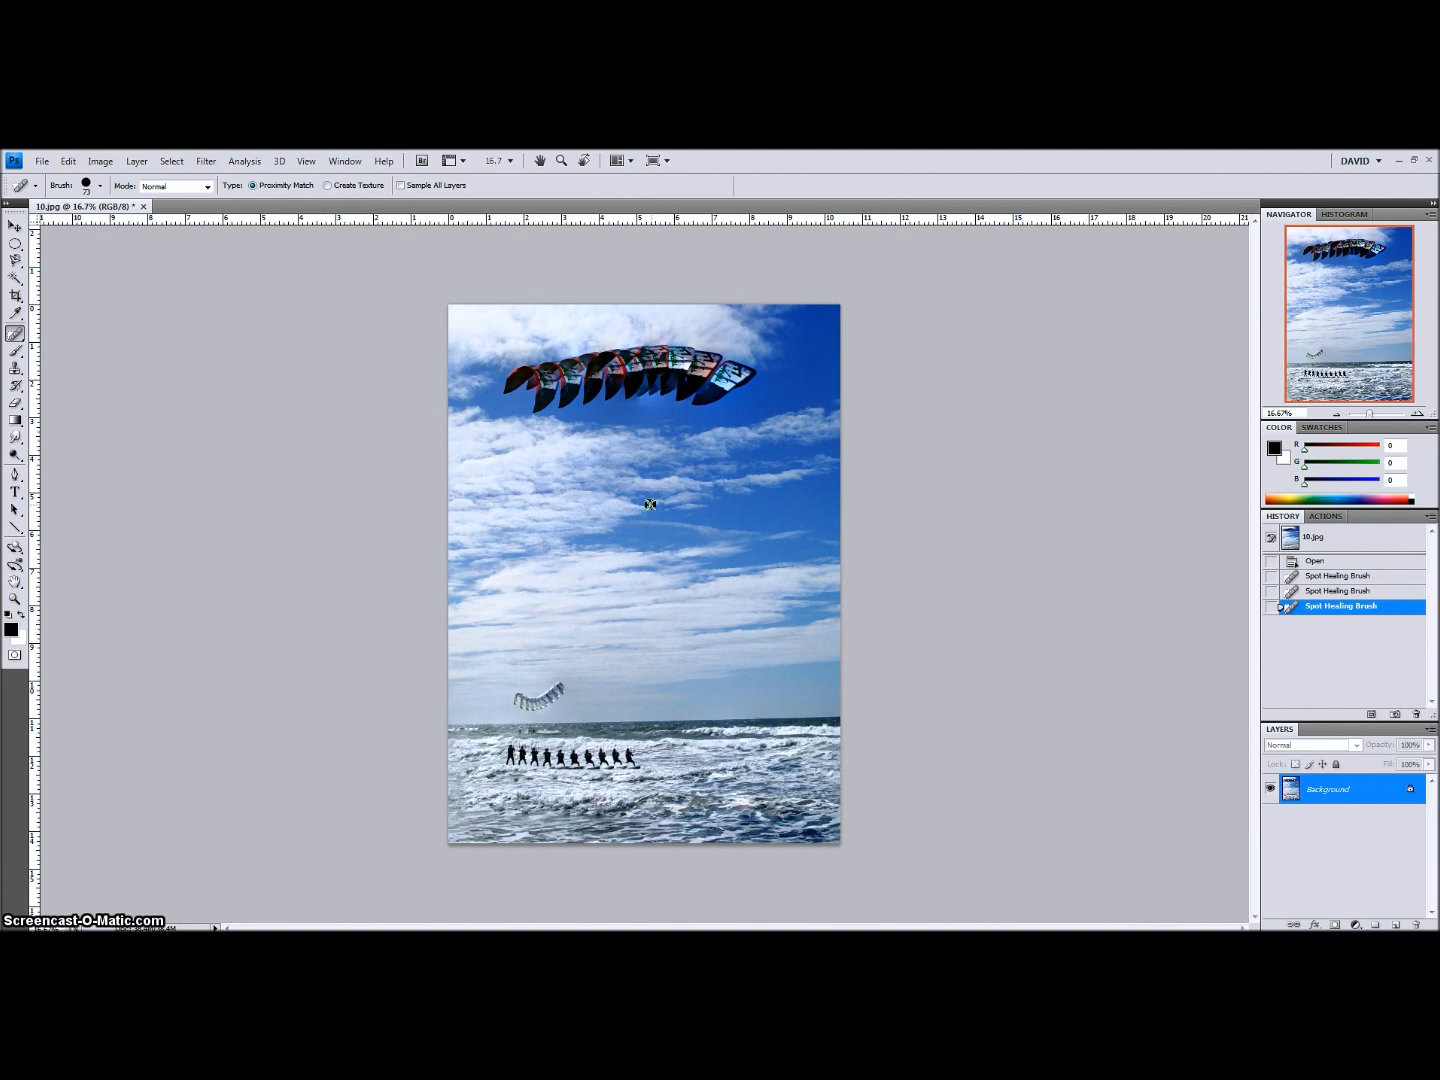 Ps File Edit Image Layer Select Filter Analysis 3D View Window Help Br 16.7 DAVID
Brush: 73 Mode: Normal Type: Proximity Match Create Texture Sample All Layers
10.jpg @ 16.7% (RGB/8) *
NAVIGATOR HISTOGRAM
16.67%
COLOR SWATCHES
R 0
G 0
B 0
HISTORY ACTIONS
10.jpg
Open
Spot Healing Brush
Spot Healing Brush
Spot Healing Brush
LAYERS
Normal Opacity: 100%
Lock: Fill: 100%
Background
Screencast-O-Matic.com